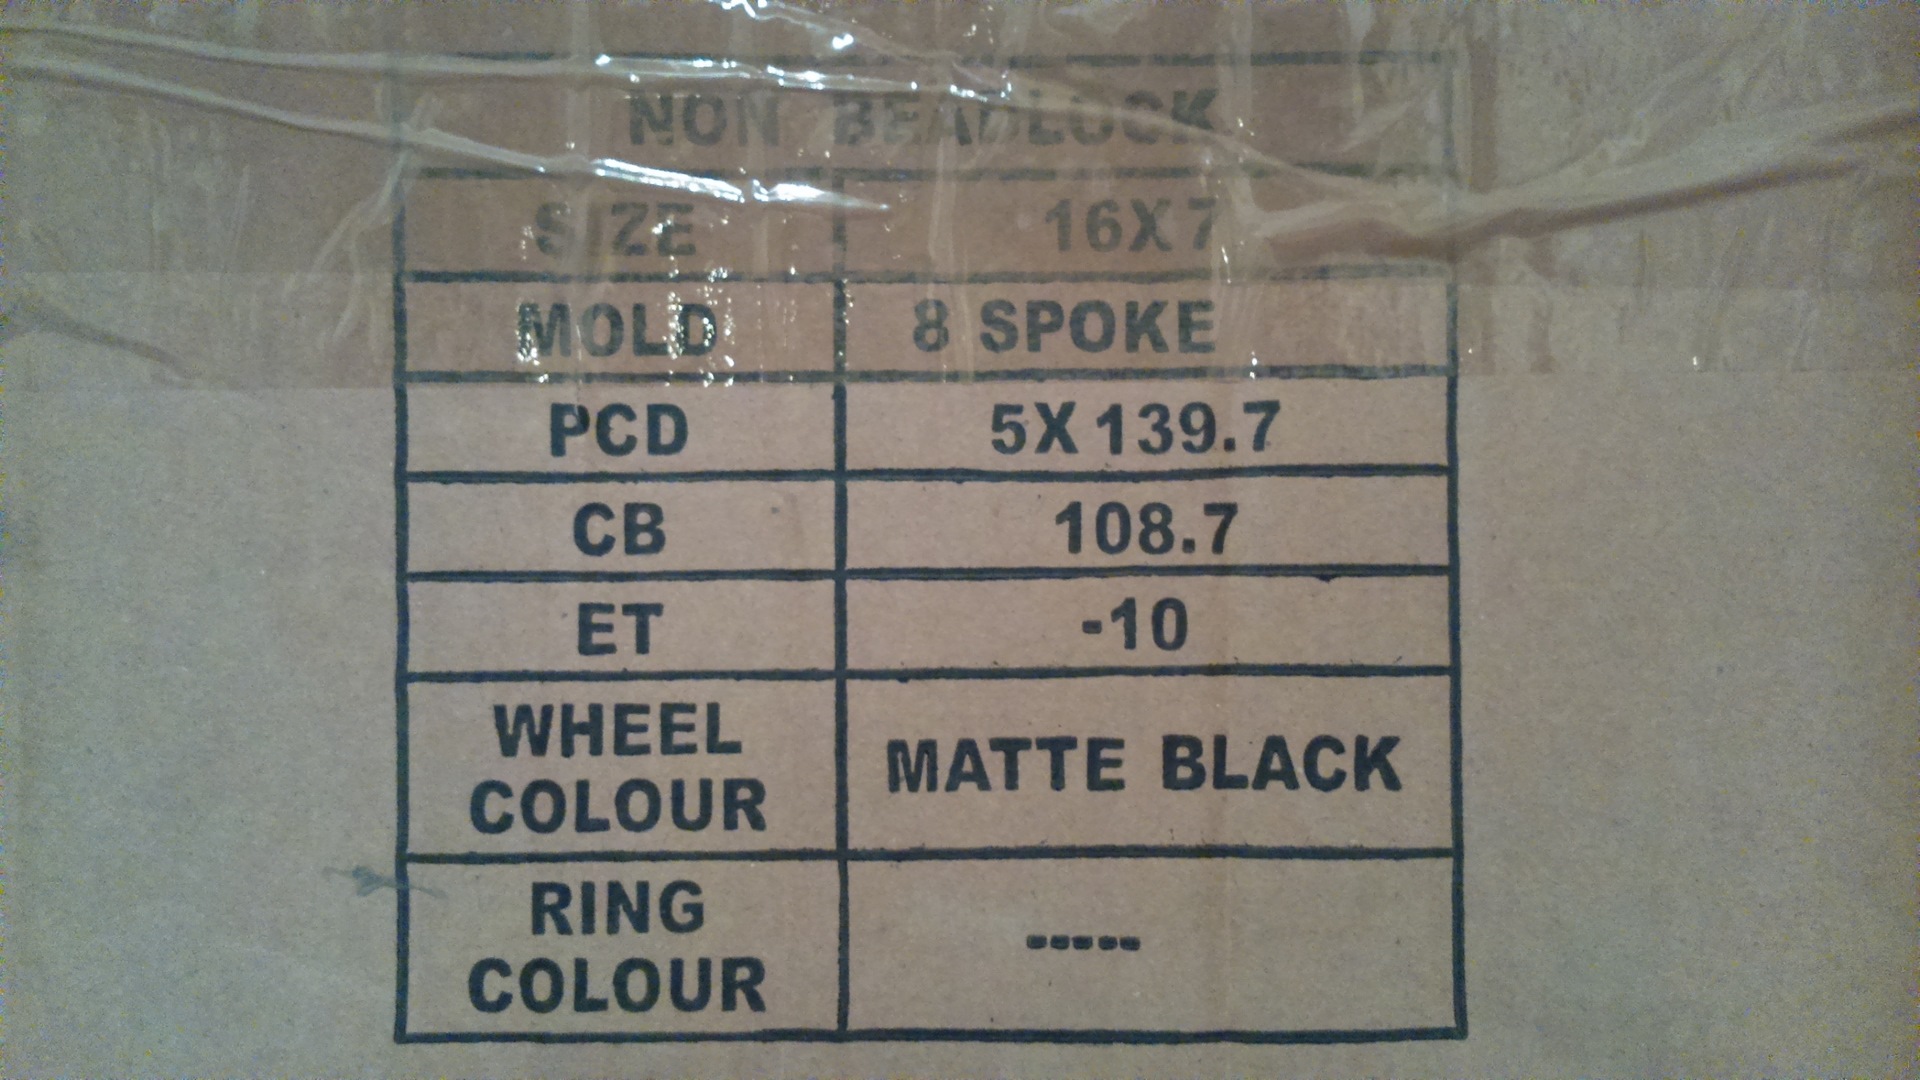 NON BEADLOCK
SIZE 16X7
MOLD 8 SPOKE
PCD 5X139.7
CB 108.7
ET -10
WHEEL COLOUR MATTE BLACK
RING COLOUR -----